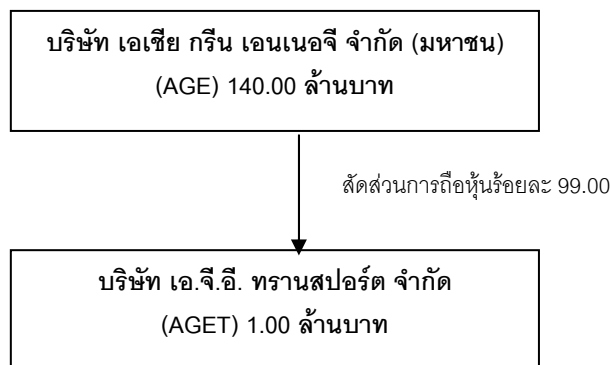 บริษัท เอเชีย กรีน เอนเนอจี จำกัด (มหาชน)
(AGE) 140.00 ล้านบาท
สัดส่วนการถือหุ้นร้อยละ 99.00
บริษัท เอ.จี.อี. ทรานสปอร์ต จำกัด
(AGET) 1.00 ล้านบาท